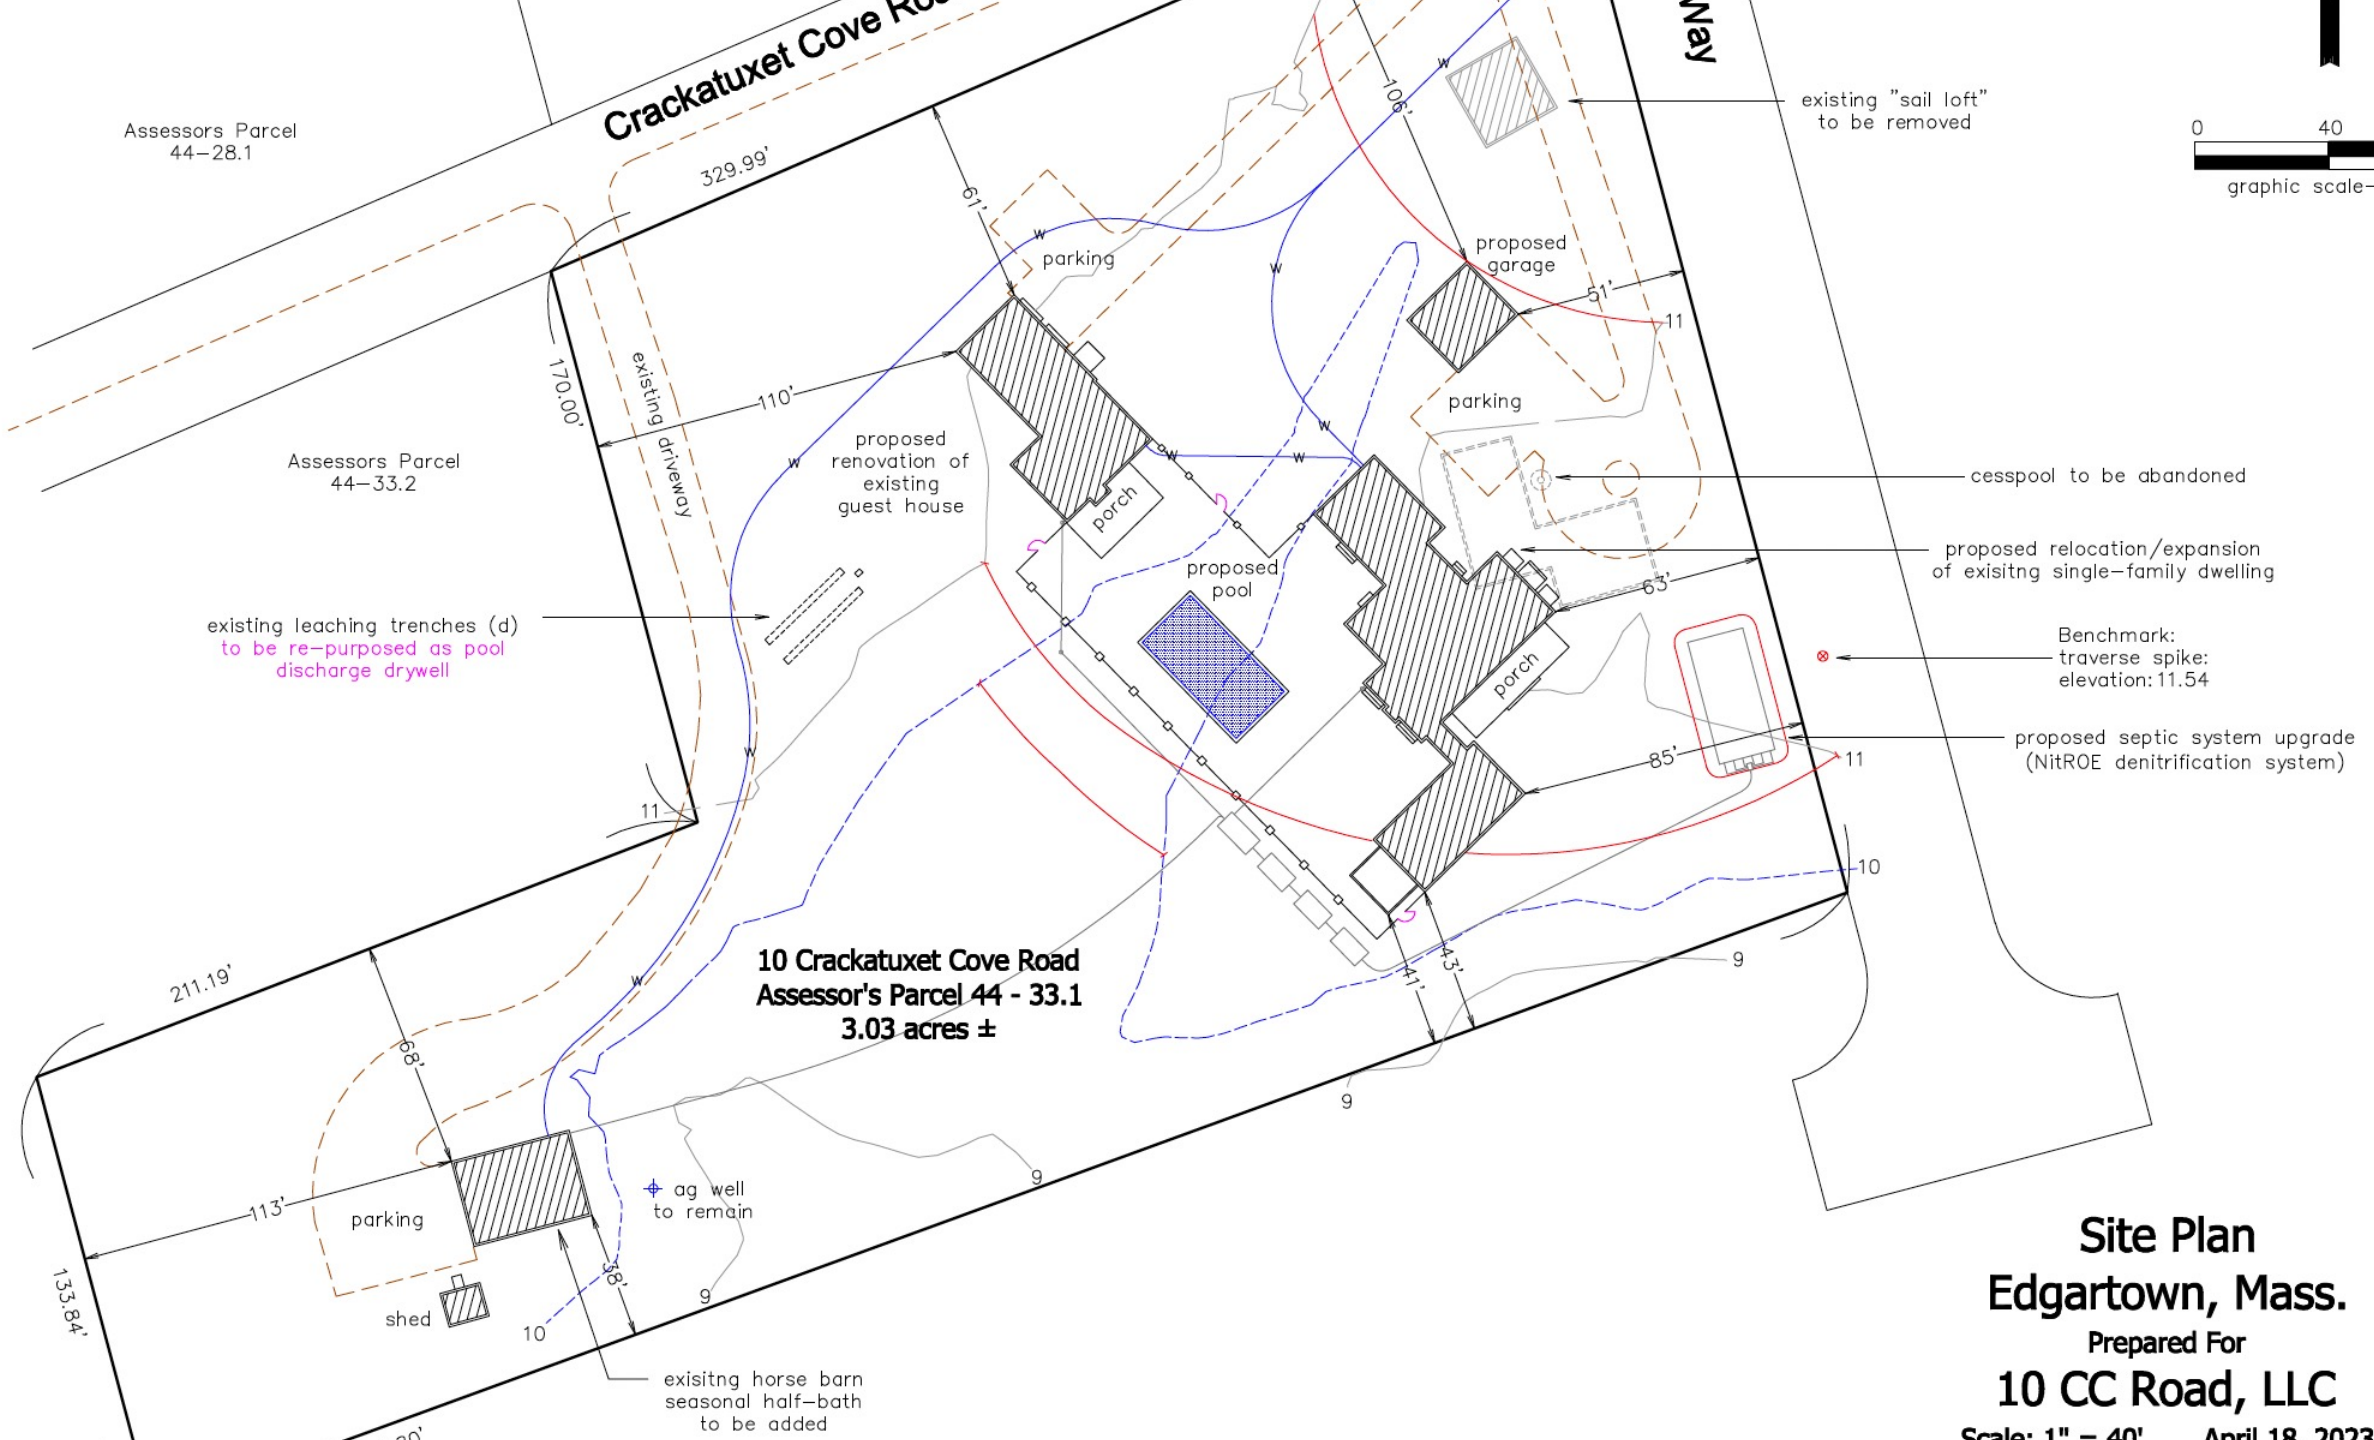 Crackatuxet Cove
Way
Assessors Parcel
44-28.1
329.99'
106'
existing "sail loft"
to be removed
0 40
graphic scale-
61'
parking
proposed
garage
51'
11
170.00'
existing driveway
110'
Assessors Parcel
44-33.2
proposed
renovation of
existing
guest house
porch
parking
cesspool to be abandoned
proposed relocation/expansion
of exisitng single-family dwelling
63'
proposed
pool
porch
existing leaching trenches (d)
to be re-purposed as pool
discharge drywell
Benchmark:
traverse spike:
elevation: 11.54
proposed septic system upgrade
(NitROE denitrification system)
85'
11
11
10
9
43'
41'
9
10 Crackatuxet Cove Road
Assessor's Parcel 44 - 33.1
3.03 acres ±
211.19'
68'
113'
parking
ag well
to remain
9
9
38'
10
shed
133.84'
exisitng horse barn
seasonal half-bath
to be added
W
W
W
W
W
W
W
W
W
Site Plan
Edgartown, Mass.
Prepared For
10 CC Road, LLC
Scale: 1" = 40' April 18, 2023